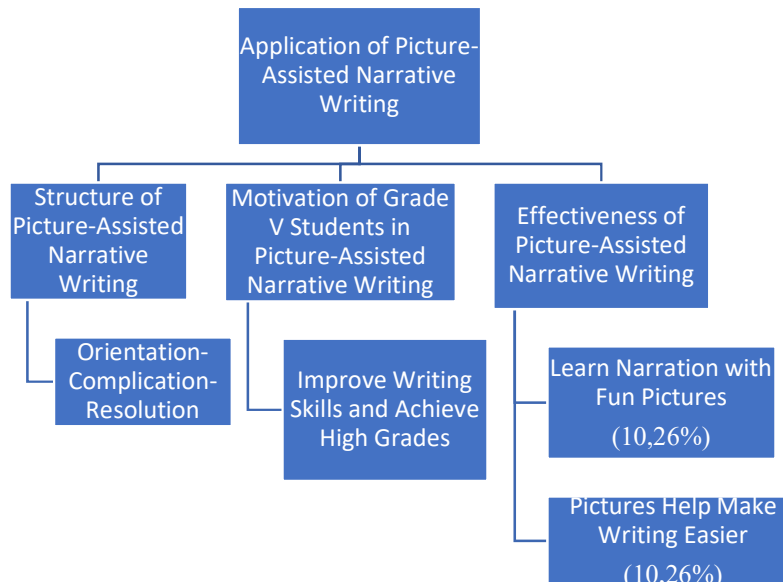 Application of Picture-
Assisted Narrative
Writing
Structure of
Picture-Assisted
Narrative
Writing
Motivation of Grade
V Students in
Picture-Assisted
Narrative Writing
Effectiveness of
Picture-Assisted
Narrative Writing
Orientation-
Complication-
Resolution
Improve Writing
Skills and Achieve
High Grades
Learn Narration with
Fun Pictures
(10,26%)
Pictures Help Make
Writing Easier
(10,26%)